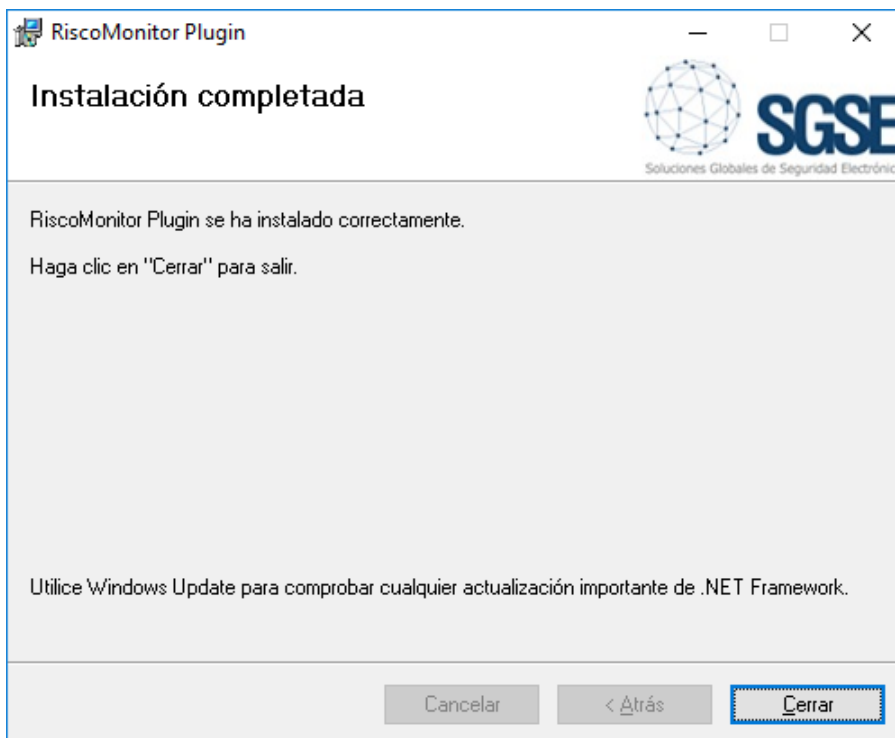 RiscoMonitor Plugin
Instalación completada
SGSE
Soluciones Globales de Seguridad Electrónic
RiscoMonitor Plugin se ha instalado correctamente.
Haga clic en "Cerrar" para salir.
Utilice Windows Update para comprobar cualquier actualización importante de .NET Framework.
Cancelar
< Atrás
Cerrar